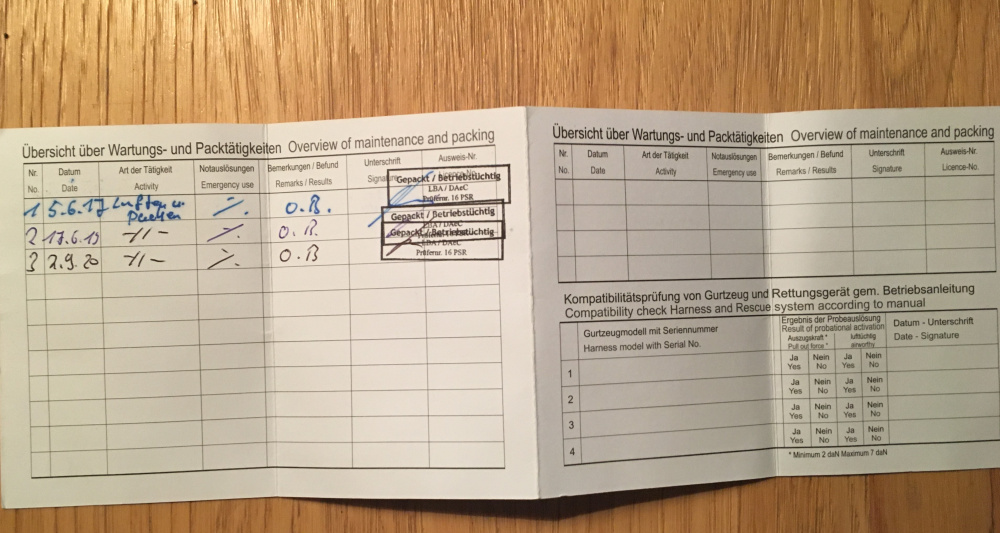 Übersicht über Wartungs- und Packtätigkeiten Overview of maintenance and packing
Nr. Datum Art der Tätigkeit Notauslösungen Bemerkungen / Befund Unterschrift Ausweis-Nr.
No. Date Activity Emergency use Remarks / Results Signature Licence-No.
Gepackt / Betriebstüchtig
LBA / DAeC
Prüfernr. 16 PSR
1 5.6.17 Lüften u. ⁒. o.B.
Packen
Gepackt / Betriebstüchtig
LBA / DAeC
2 17.6.19 -〃- ⁒. o.B.
Gepackt / Betriebstüchtig
LBA / DAeC
Prüfernr. 16 PSR
3 2.9.20 -〃- ⁒. o.B
Übersicht über Wartungs- und Packtätigkeiten Overview of maintenance and packing
Nr. Datum Art der Tätigkeit Notauslösungen Bemerkungen / Befund Unterschrift Ausweis-Nr.
No. Date Activity Emergency use Remarks / Results Signature Licence-No.
Kompatibilitätsprüfung von Gurtzeug und Rettungsgerät gem. Betriebsanleitung
Compatibility check Harness and Rescue system according to manual
Gurtzeugmodell mit Seriennummer
Harness model with Serial No.
Ergebnis der Probeauslösung
Result of probational activation
Auszugskraft * lufttüchtig
Pull out force * airworthy
Datum - Unterschrift
Date - Signature
1 Ja Nein Ja Nein
Yes No Yes No
2 Ja Nein Ja Nein
Yes No Yes No
3 Ja Nein Ja Nein
Yes No Yes No
4 Ja Nein Ja Nein
Yes No Yes No
* Minimum 2 daN Maximum 7 daN